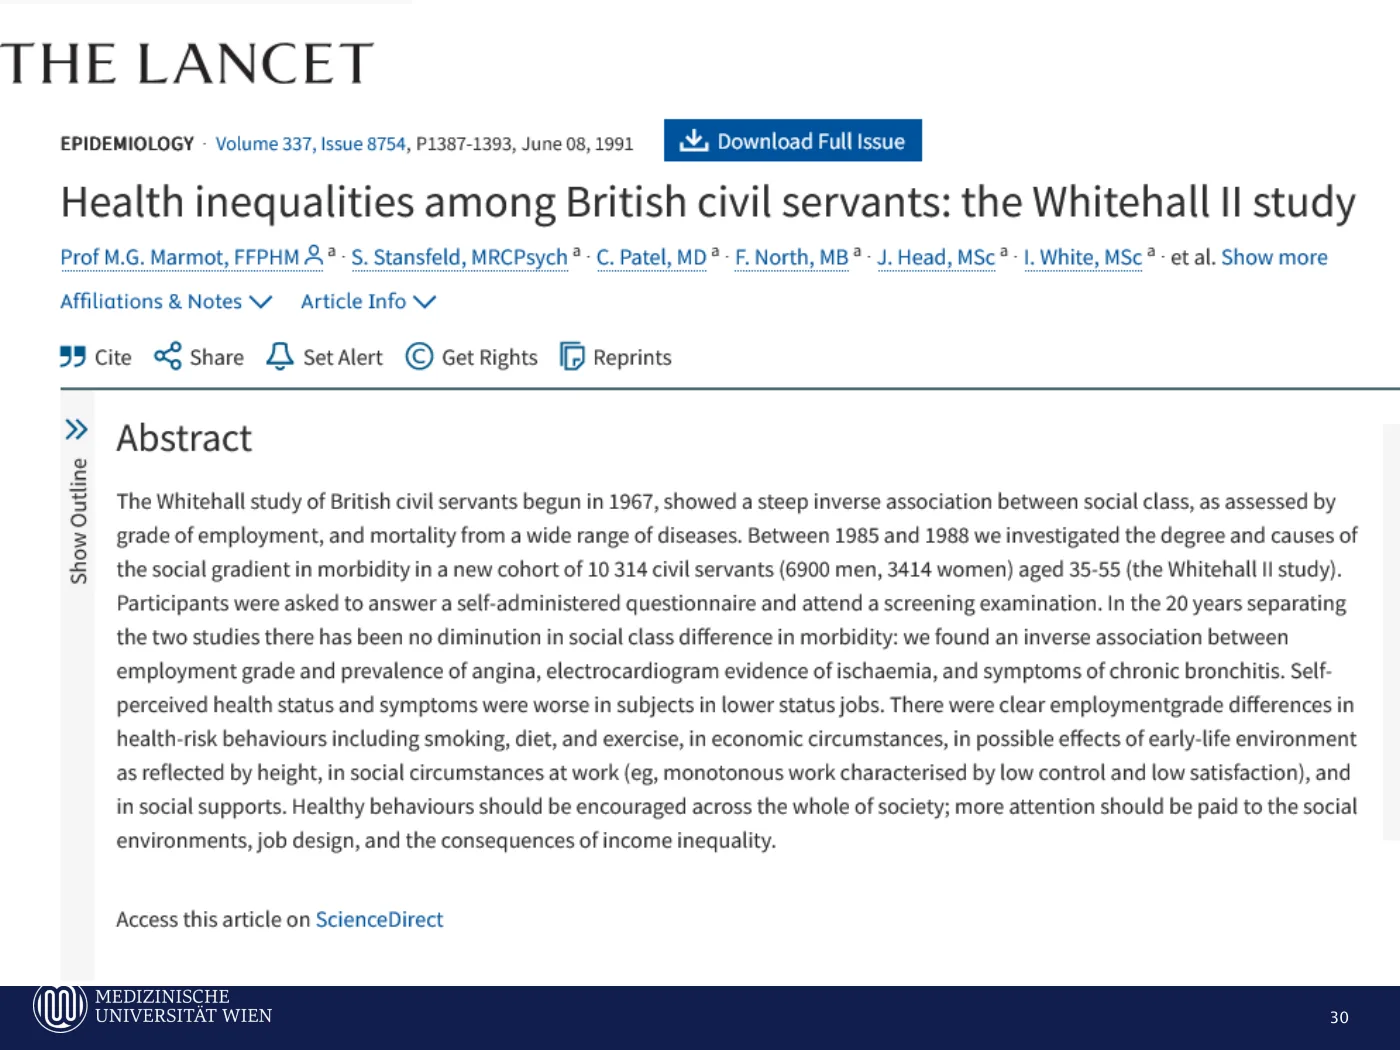 THE LANCET
EPIDEMIOLOGY · Volume 337, Issue 8754, P1387-1393, June 08, 1991
Download Full Issue
Health inequalities among British civil servants: the Whitehall II study
Prof M.G. Marmot, FFPHM a · S. Stansfeld, MRCPsych a · C. Patel, MD a · F. North, MB a · J. Head, MSc a · I. White, MSc a · et al. Show more
Affiliations & Notes Article Info
Cite Share Set Alert Get Rights Reprints
Show Outline
Abstract
The Whitehall study of British civil servants begun in 1967, showed a steep inverse association between social class, as assessed by
grade of employment, and mortality from a wide range of diseases. Between 1985 and 1988 we investigated the degree and causes of
the social gradient in morbidity in a new cohort of 10 314 civil servants (6900 men, 3414 women) aged 35-55 (the Whitehall II study).
Participants were asked to answer a self-administered questionnaire and attend a screening examination. In the 20 years separating
the two studies there has been no diminution in social class difference in morbidity: we found an inverse association between
employment grade and prevalence of angina, electrocardiogram evidence of ischaemia, and symptoms of chronic bronchitis. Self-
perceived health status and symptoms were worse in subjects in lower status jobs. There were clear employmentgrade differences in
health-risk behaviours including smoking, diet, and exercise, in economic circumstances, in possible effects of early-life environment
as reflected by height, in social circumstances at work (eg, monotonous work characterised by low control and low satisfaction), and
in social supports. Healthy behaviours should be encouraged across the whole of society; more attention should be paid to the social
environments, job design, and the consequences of income inequality.
Access this article on ScienceDirect
MEDIZINISCHE
UNIVERSITÄT WIEN
30